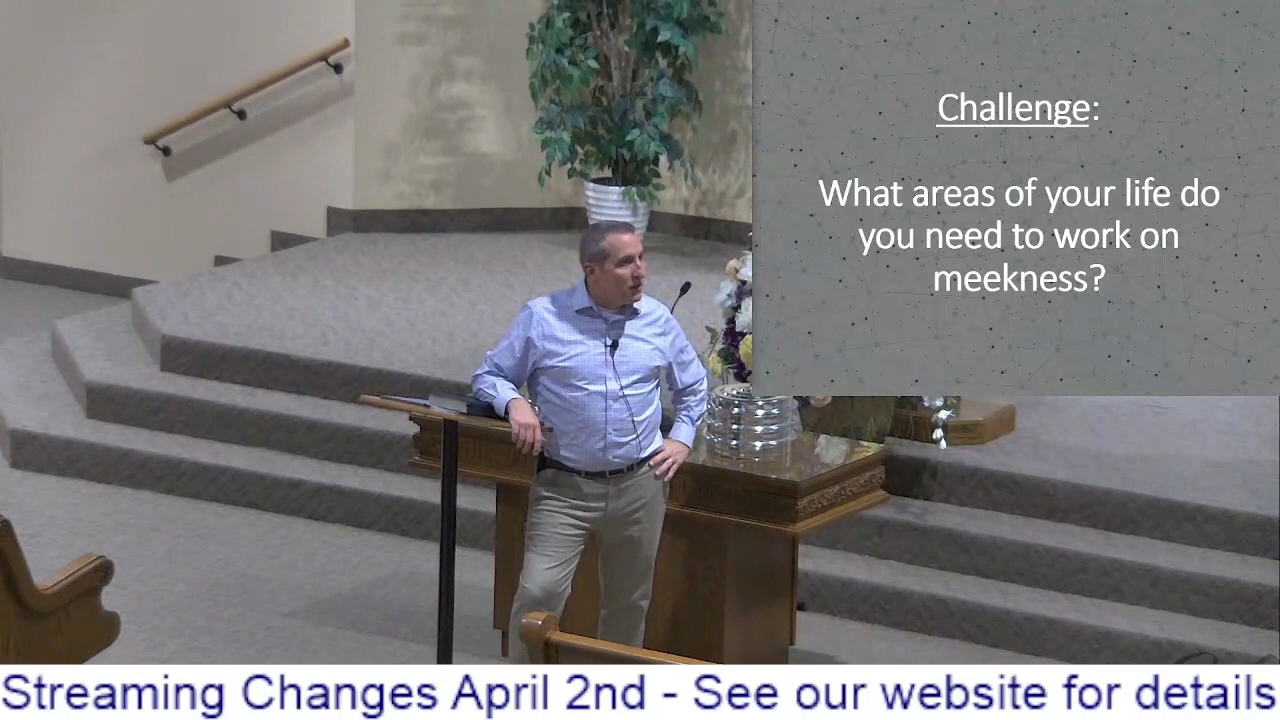 Challenge:
What areas of your life do
you need to work on
meekness?
Streaming Changes April 2nd - See our website for details